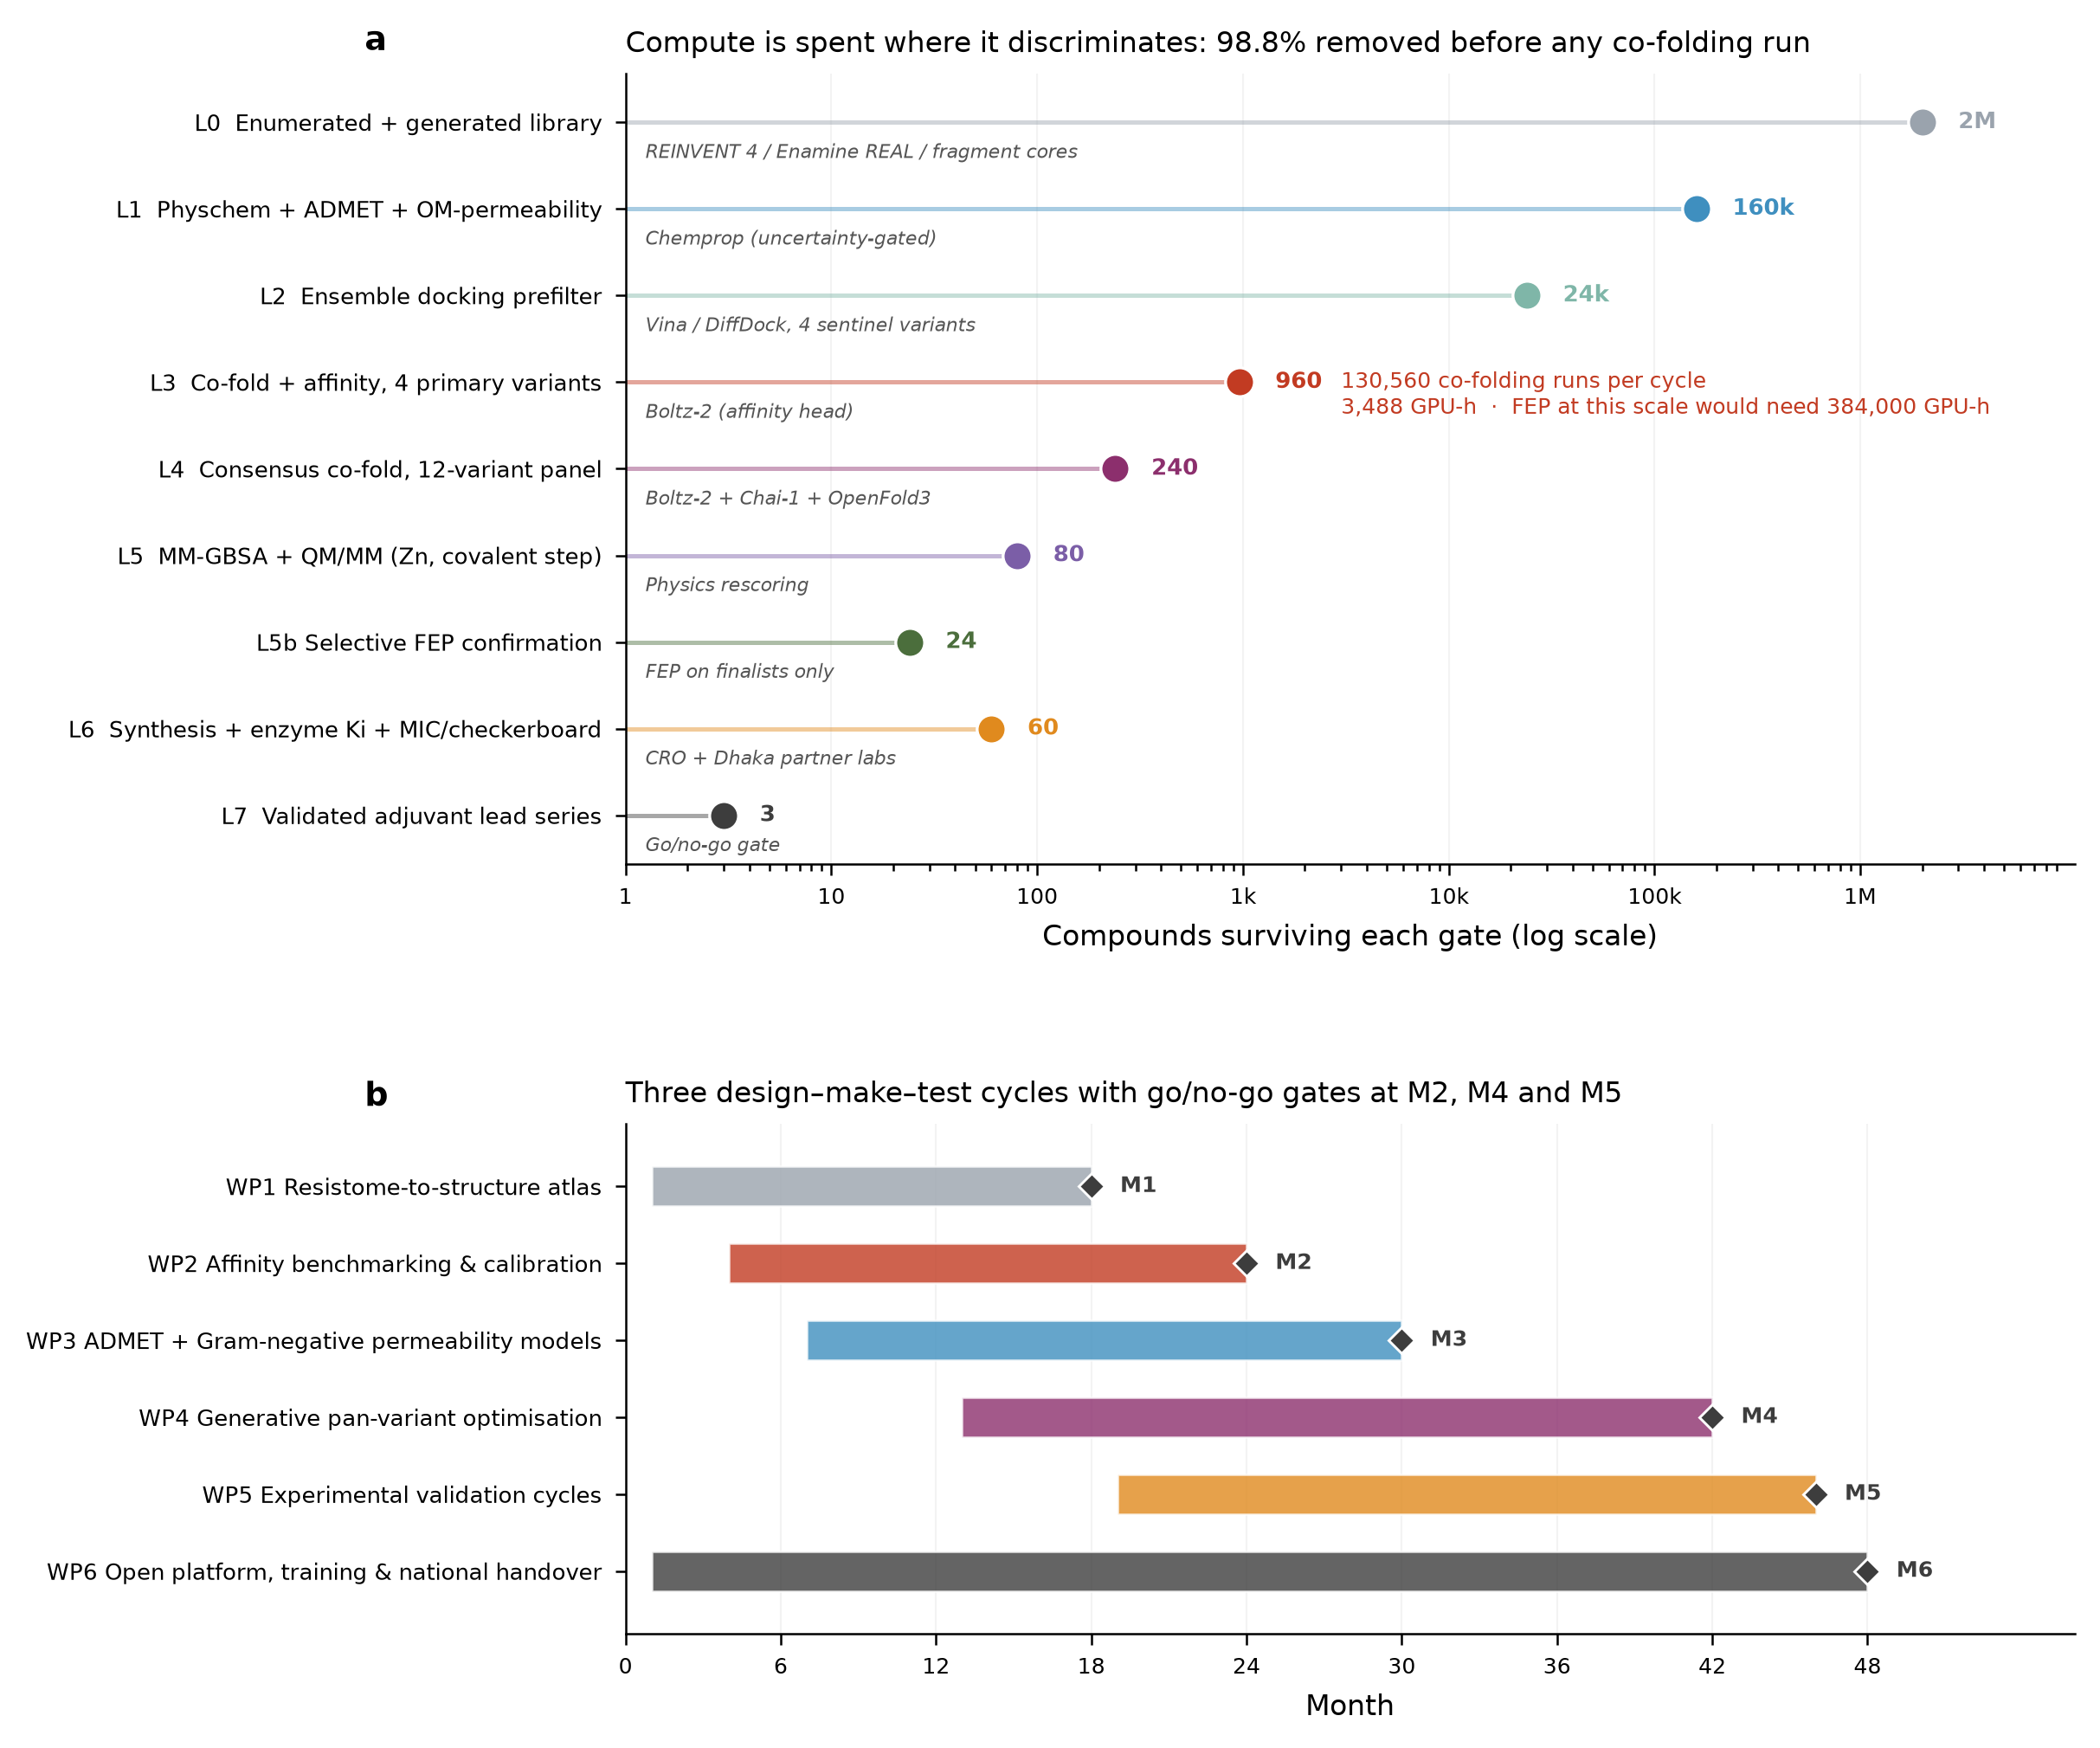 a
Compute is spent where it discriminates: 98.8% removed before any co-folding run
L0 Enumerated + generated library
2M
REINVENT 4 / Enamine REAL / fragment cores
L1 Physchem + ADMET + OM-permeability
160k
Chemprop (uncertainty-gated)
L2 Ensemble docking prefilter
24k
Vina / DiffDock, 4 sentinel variants
L3 Co-fold + affinity, 4 primary variants
960
130,560 co-folding runs per cycle
3,488 GPU-h · FEP at this scale would need 384,000 GPU-h
Boltz-2 (affinity head)
L4 Consensus co-fold, 12-variant panel
240
Boltz-2 + Chai-1 + OpenFold3
L5 MM-GBSA + QM/MM (Zn, covalent step)
80
Physics rescoring
L5b Selective FEP confirmation
24
FEP on finalists only
L6 Synthesis + enzyme Ki + MIC/checkerboard
60
CRO + Dhaka partner labs
L7 Validated adjuvant lead series
3
Go/no-go gate
1 10 100 1k 10k 100k 1M
Compounds surviving each gate (log scale)
b
Three design–make–test cycles with go/no-go gates at M2, M4 and M5
WP1 Resistome-to-structure atlas
M1
WP2 Affinity benchmarking & calibration
M2
WP3 ADMET + Gram-negative permeability models
M3
WP4 Generative pan-variant optimisation
M4
WP5 Experimental validation cycles
M5
WP6 Open platform, training & national handover
M6
0 6 12 18 24 30 36 42 48
Month